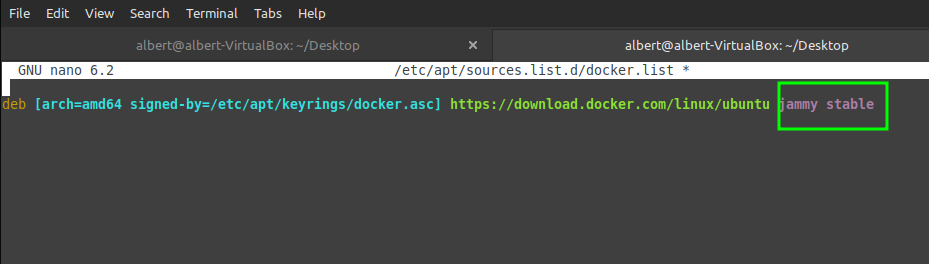 File Edit View Search Terminal Tabs Help
albert@albert-VirtualBox: ~/Desktop × albert@albert-VirtualBox: ~/Desktop
GNU nano 6.2 /etc/apt/sources.list.d/docker.list *
deb [arch=amd64 signed-by=/etc/apt/keyrings/docker.asc] https://download.docker.com/linux/ubuntu jammy stable